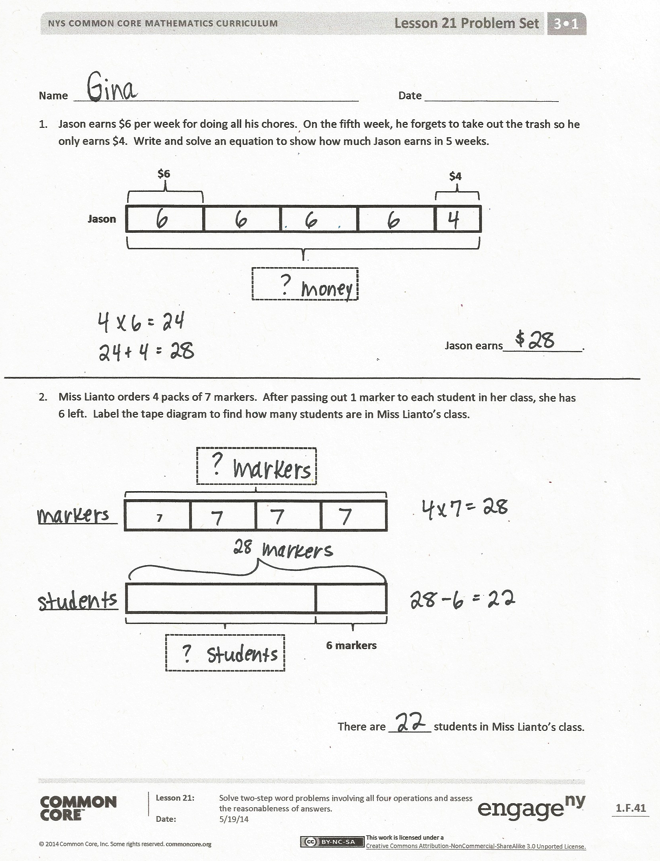 NYS COMMON CORE MATHEMATICS CURRICULUM Lesson 21 Problem Set 3•1
Name Gina Date
1. Jason earns $6 per week for doing all his chores. On the fifth week, he forgets to take out the trash so he
only earns $4. Write and solve an equation to show how much Jason earns in 5 weeks.
$6 $4
Jason 6 6 6 6 4
? money
4 x 6 = 24
24 + 4 = 28
Jason earns $28.
2. Miss Lianto orders 4 packs of 7 markers. After passing out 1 marker to each student in her class, she has
6 left. Label the tape diagram to find how many students are in Miss Lianto's class.
? markers
markers 7 7 7 7 4 x 7 = 28
28 markers
students 28 - 6 = 22
? students 6 markers
There are 22 students in Miss Lianto's class.
COMMON CORE™
Lesson 21: Solve two-step word problems involving all four operations and assess
the reasonableness of answers.
Date: 5/19/14
engageny
1.F.41
© 2014 Common Core, Inc. Some rights reserved. commoncore.org
CC BY-NC-SA
This work is licensed under a
Creative Commons Attribution-NonCommercial-ShareAlike 3.0 Unported License.